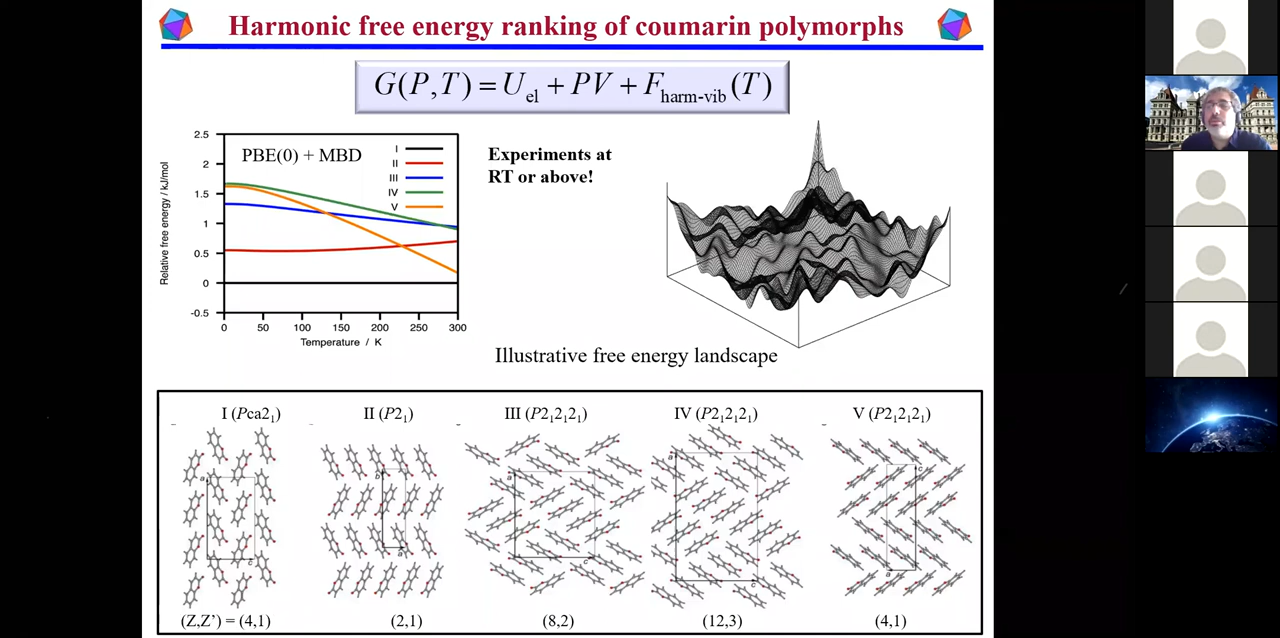 Harmonic free energy ranking of coumarin polymorphs
G(P,T) = U_el + PV + F_harm-vib(T)
2.5
2
1.5
1
0.5
0
-0.5
Relative free energy / kJ/mol
PBE(0) + MBD
I
II
III
IV
V
0 50 100 150 200 250 300
Temperature / K
Experiments at
RT or above!
Illustrative free energy landscape
I (Pca2₁) II (P2₁) III (P2₁2₁2₁) IV (P2₁2₁2₁) V (P2₁2₁2₁)
a c b a a c a c c a
(Z,Z’) = (4,1) (2,1) (8,2) (12,3) (4,1)